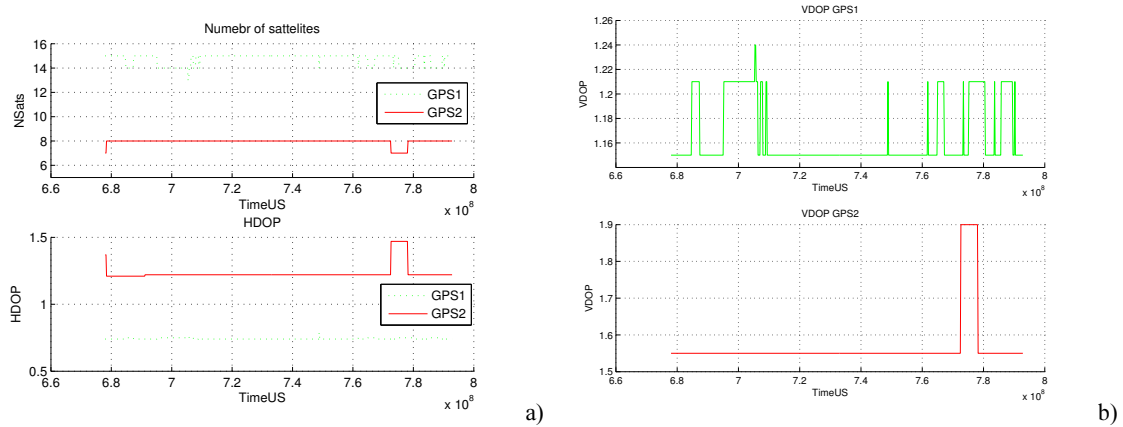 Numebr of sattelites
NSats
16
14
12
10
8
6
GPS1
GPS2
6.6 6.8 7 7.2 7.4 7.6 7.8 8
TimeUS
x 10^8
HDOP
HDOP
1.5
1
0.5
GPS1
GPS2
6.6 6.8 7 7.2 7.4 7.6 7.8 8
TimeUS
x 10^8
a)
VDOP GPS1
VDOP
1.26
1.24
1.22
1.2
1.18
1.16
6.6 6.8 7 7.2 7.4 7.6 7.8 8
TimeUS
x 10^8
VDOP GPS2
VDOP
1.9
1.8
1.7
1.6
1.5
6.6 6.8 7 7.2 7.4 7.6 7.8 8
TimeUS
x 10^8
b)